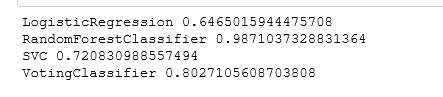 LogisticRegression 0.6465015944475708
RandomForestClassifier 0.9871037328831364
SVC 0.720830988557494
VotingClassifier 0.8027105608703808